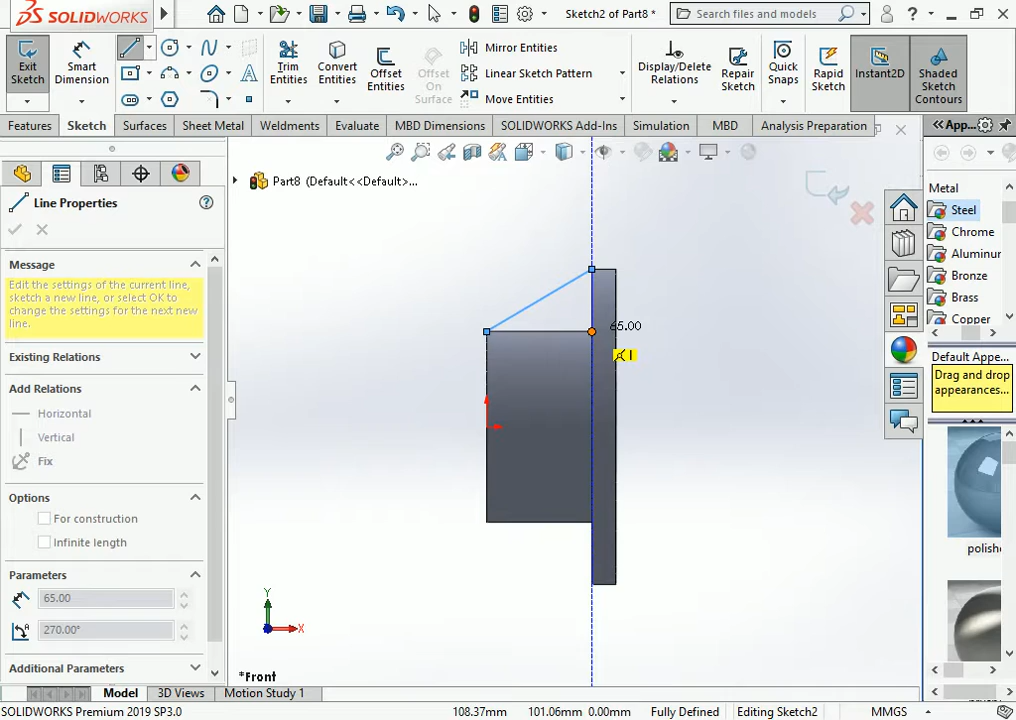 SOLIDWORKS
Sketch2 of Part8 *
Search files and models
Exit Sketch
Smart Dimension
Trim Entities
Convert Entities
Offset Entities
Offset On Surface
Mirror Entities
Linear Sketch Pattern
Move Entities
Display/Delete Relations
Repair Sketch
Quick Snaps
Rapid Sketch
Instant2D
Shaded Sketch Contours
Features
Sketch
Surfaces
Sheet Metal
Weldments
Evaluate
MBD Dimensions
SOLIDWORKS Add-Ins
Simulation
MBD
Analysis Preparation
App...
Part8 (Default<<Default>...
Line Properties
Message
Edit the settings of the current line, sketch a new line, or select OK to change the settings for the next new line.
Existing Relations
Add Relations
Horizontal
Vertical
Fix
Options
For construction
Infinite length
Parameters
65.00
270.00°
Additional Parameters
65.00
Y
X
*Front
Metal
Steel
Chrome
Aluminur
Bronze
Brass
Copper
Default Appe...
Drag and drop appearances...
polishe
Model
3D Views
Motion Study 1
SOLIDWORKS Premium 2019 SP3.0
108.37mm
101.06mm
0.00mm
Fully Defined
Editing Sketch2
MMGS